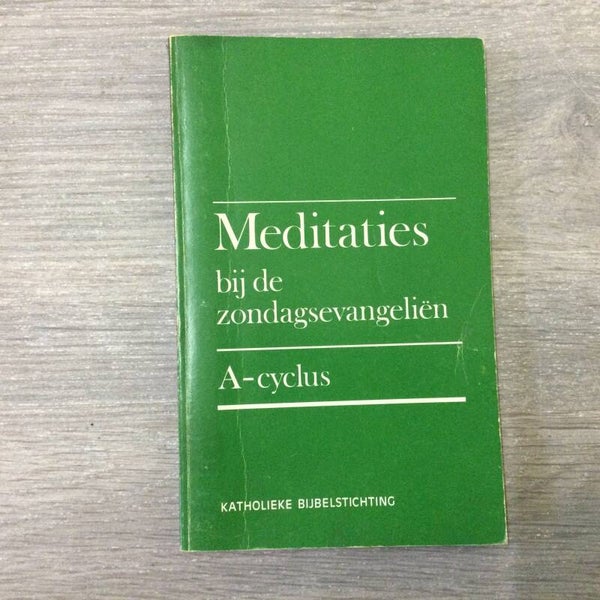 Meditaties
bij de
zondagsevangeliën
A-cyclus
KATHOLIEKE BIJBELSTICHTING